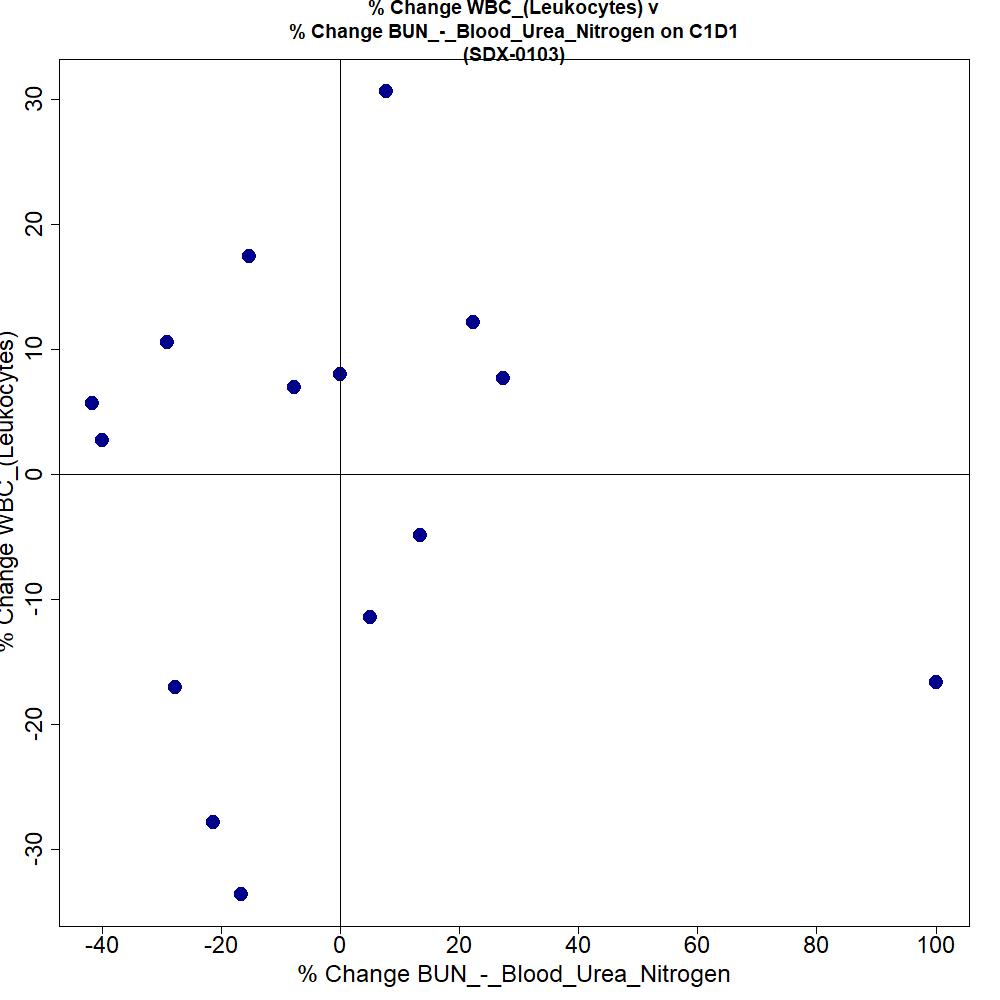 % Change WBC_(Leukocytes) v
% Change BUN_-_Blood_Urea_Nitrogen on C1D1
(SDX-0103)
% Change WBC_(Leukocytes)
30
20
10
0
-10
-20
-30
-40 -20 0 20 40 60 80 100
% Change BUN_-_Blood_Urea_Nitrogen